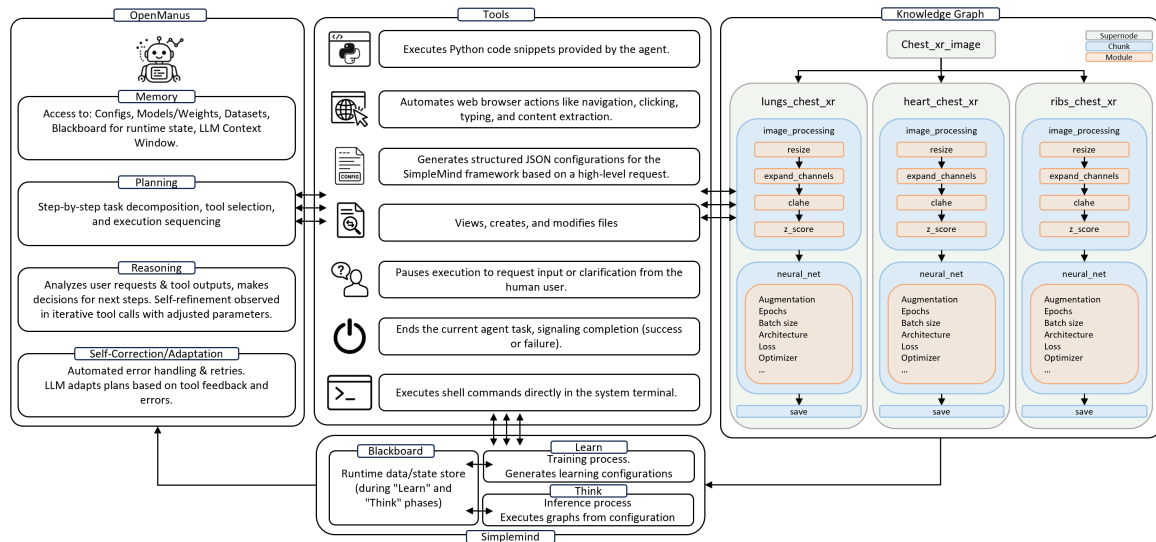 OpenManus
Memory
Access to: Configs, Models/Weights, Datasets,
Blackboard for runtime state, LLM Context
Window.
Planning
Step-by-step task decomposition, tool selection,
and execution sequencing
Reasoning
Analyzes user requests & tool outputs, makes
decisions for next steps. Self-refinement observed
in iterative tool calls with adjusted parameters.
Self-Correction/Adaptation
Automated error handling & retries.
LLM adapts plans based on tool feedback and
errors.
Tools
</>
Executes Python code snippets provided by the agent.
Automates web browser actions like navigation, clicking,
typing, and content extraction.
CONFIG
Generates structured JSON configurations for the
SimpleMind framework based on a high-level request.
Views, creates, and modifies files
?
Pauses execution to request input or clarification from the
human user.
Ends the current agent task, signaling completion (success
or failure).
>_
Executes shell commands directly in the system terminal.
Knowledge Graph
Chest_xr_image
Supernode
Chunk
Module
lungs_chest_xr
image_processing
resize
expand_channels
clahe
z_score
neural_net
Augmentation
Epochs
Batch size
Architecture
Loss
Optimizer
...
save
heart_chest_xr
image_processing
resize
expand_channels
clahe
z_score
neural_net
Augmentation
Epochs
Batch size
Architecture
Loss
Optimizer
...
save
ribs_chest_xr
image_processing
resize
expand_channels
clahe
z_score
neural_net
Augmentation
Epochs
Batch size
Architecture
Loss
Optimizer
...
save
Blackboard
Runtime data/state store
(during "Learn" and
"Think" phases)
Learn
Training process.
Generates learning configurations
Think
Inference process
Executes graphs from configuration
Simplemind